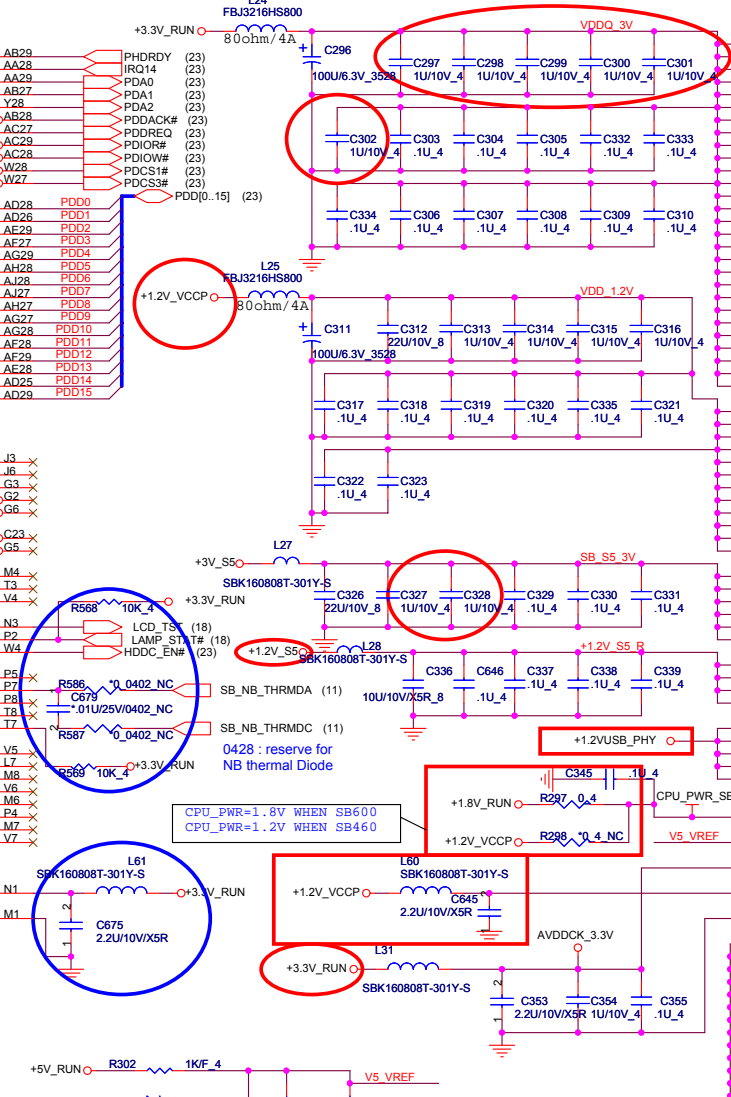 L24
FBJ3216HS800
+3.3V_RUN
80ohm/4A
VDDQ_3V
C296
100U/6.3V_3528
C297
1U/10V_4
C298
1U/10V_4
C299
1U/10V_4
C300
1U/10V_4
C301
1U/10V_4
AB29 PHDRDY (23)
AA28 IRQ14 (23)
AA29 PDA0 (23)
AB27 PDA1 (23)
Y28 PDA2 (23)
AB28 PDDACK# (23)
AC27 PDDREQ (23)
AC29 PDIOR# (23)
AC28 PDIOW# (23)
W28 PDCS1# (23)
W27 PDCS3# (23)
PDD[0..15] (23)
C302
1U/10V_4
C303
.1U_4
C304
.1U_4
C305
.1U_4
C332
.1U_4
C333
.1U_4
C334
.1U_4
C306
.1U_4
C307
.1U_4
C308
.1U_4
C309
.1U_4
C310
.1U_4
AD28 PDD0
AD26 PDD1
AE29 PDD2
AF27 PDD3
AG29 PDD4
AH28 PDD5
AJ28 PDD6
AJ27 PDD7
AH27 PDD8
AG27 PDD9
AG28 PDD10
AF28 PDD11
AF29 PDD12
AE28 PDD13
AD25 PDD14
AD29 PDD15
L25
FBJ3216HS800
+1.2V_VCCP
80ohm/4A
VDD_1.2V
C311
100U/6.3V_3528
C312
22U/10V_8
C313
1U/10V_4
C314
1U/10V_4
C315
1U/10V_4
C316
1U/10V_4
C317
.1U_4
C318
.1U_4
C319
.1U_4
C320
.1U_4
C335
.1U_4
C321
.1U_4
C322
.1U_4
C323
.1U_4
J3
J6
G3
G2
G6
C23
G5
M4
T3
V4
N3
P2
W4
P5
P7
P8
T8
T7
V5
L7
M8
V6
M6
P4
M7
V7
N1
M1
L27
+3V_S5
SBK160808T-301Y-S
SB_S5_3V
C326
22U/10V_8
C327
1U/10V_4
C328
1U/10V_4
C329
.1U_4
C330
.1U_4
C331
.1U_4
R568 10K_4
+3.3V_RUN
LCD_TST (18)
LAMP_STAT# (18)
HDDC_EN# (23)
+1.2V_S5
L28
SBK160808T-301Y-S
+1.2V_S5_R
C336
10U/10V/X5R_8
C646
.1U_4
C337
.1U_4
C338
.1U_4
C339
.1U_4
R586 *0_0402_NC
SB_NB_THRMDA (11)
C679
*.01U/25V/0402_NC
1
2
R587 *0_0402_NC
SB_NB_THRMDC (11)
R569 10K_4
+3.3V_RUN
0428 : reserve for
NB thermal Diode
+1.2VUSB_PHY
C345 .1U_4
+1.8V_RUN
R297 0_4
CPU_PWR_SB
+1.2V_VCCP
R298 *0_4_NC
V5_VREF
CPU_PWR=1.8V WHEN SB600
CPU_PWR=1.2V WHEN SB460
L61
SBK160808T-301Y-S
+3.3V_RUN
C675
2.2U/10V/X5R
2
1
L60
SBK160808T-301Y-S
+1.2V_VCCP
C645
2.2U/10V/X5R
1
2
AVDDCK_3.3V
L31
+3.3V_RUN
SBK160808T-301Y-S
C353
2.2U/10V/X5R
2
1
C354
1U/10V_4
C355
.1U_4
+5V_RUN
R302
1K/F_4
V5_VREF